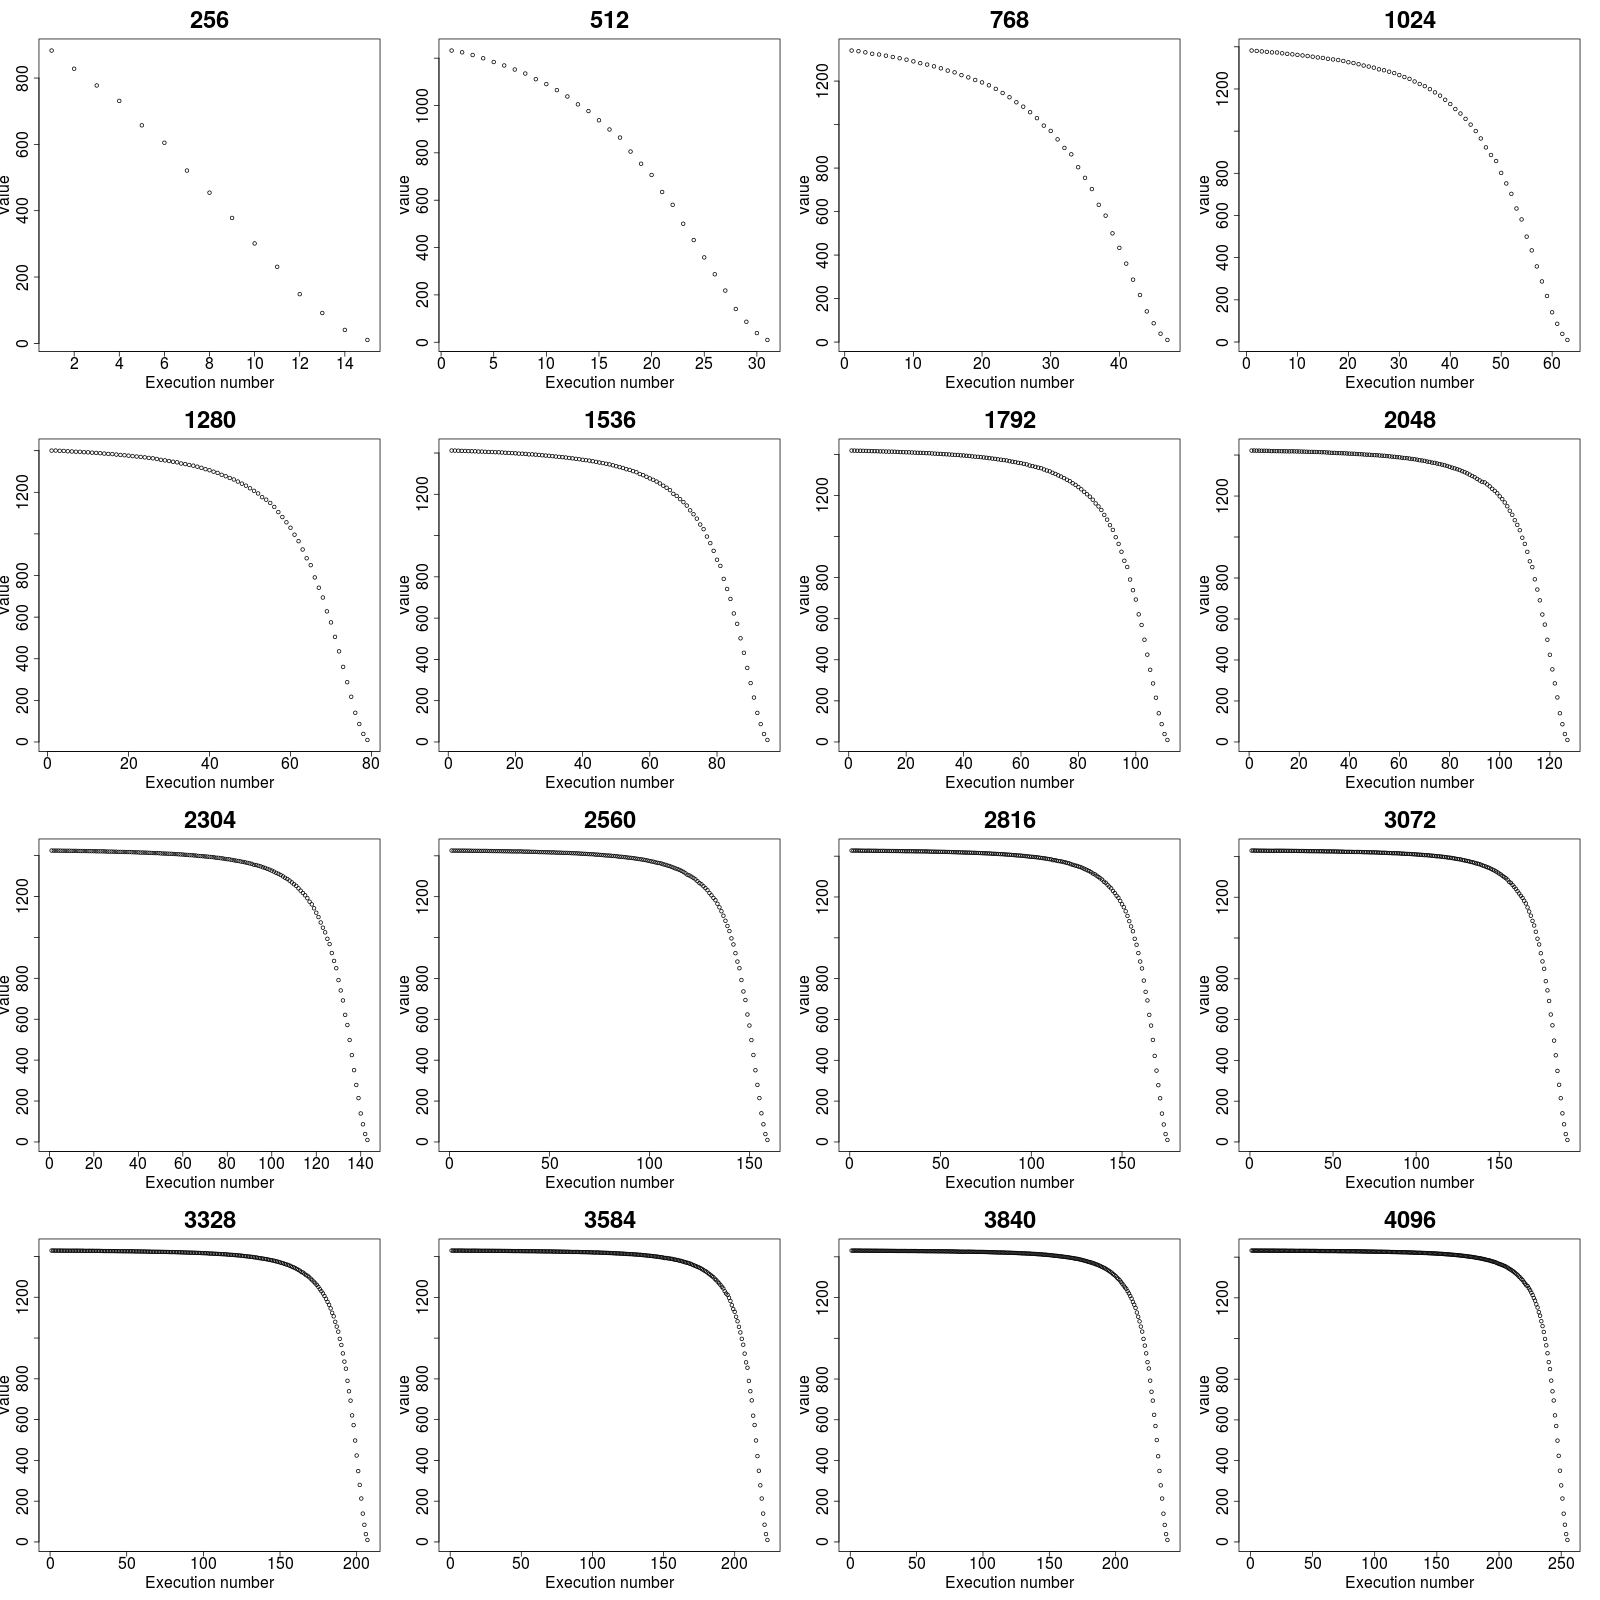 256
value
0 200 400 600 800
2 4 6 8 10 12 14
Execution number
512
value
0 200 400 600 800 1000
0 5 10 15 20 25 30
Execution number
768
value
0 200 400 600 800 1200
0 10 20 30 40
Execution number
1024
value
0 200 400 600 800 1200
0 10 20 30 40 50 60
Execution number
1280
value
0 200 400 600 800 1200
0 20 40 60 80
Execution number
1536
value
0 200 400 600 800 1200
0 20 40 60 80
Execution number
1792
value
0 200 400 600 800 1200
0 20 40 60 80 100
Execution number
2048
value
0 200 400 600 800 1200
0 20 40 60 80 100 120
Execution number
2304
value
0 200 400 600 800 1200
0 20 40 60 80 100 120 140
Execution number
2560
value
0 200 400 600 800 1200
0 50 100 150
Execution number
2816
value
0 200 400 600 800 1200
0 50 100 150
Execution number
3072
value
0 200 400 600 800 1200
0 50 100 150
Execution number
3328
value
0 200 400 600 800 1200
0 50 100 150 200
Execution number
3584
value
0 200 400 600 800 1200
0 50 100 150 200
Execution number
3840
value
0 200 400 600 800 1200
0 50 100 150 200
Execution number
4096
value
0 200 400 600 800 1200
0 50 100 150 200 250
Execution number